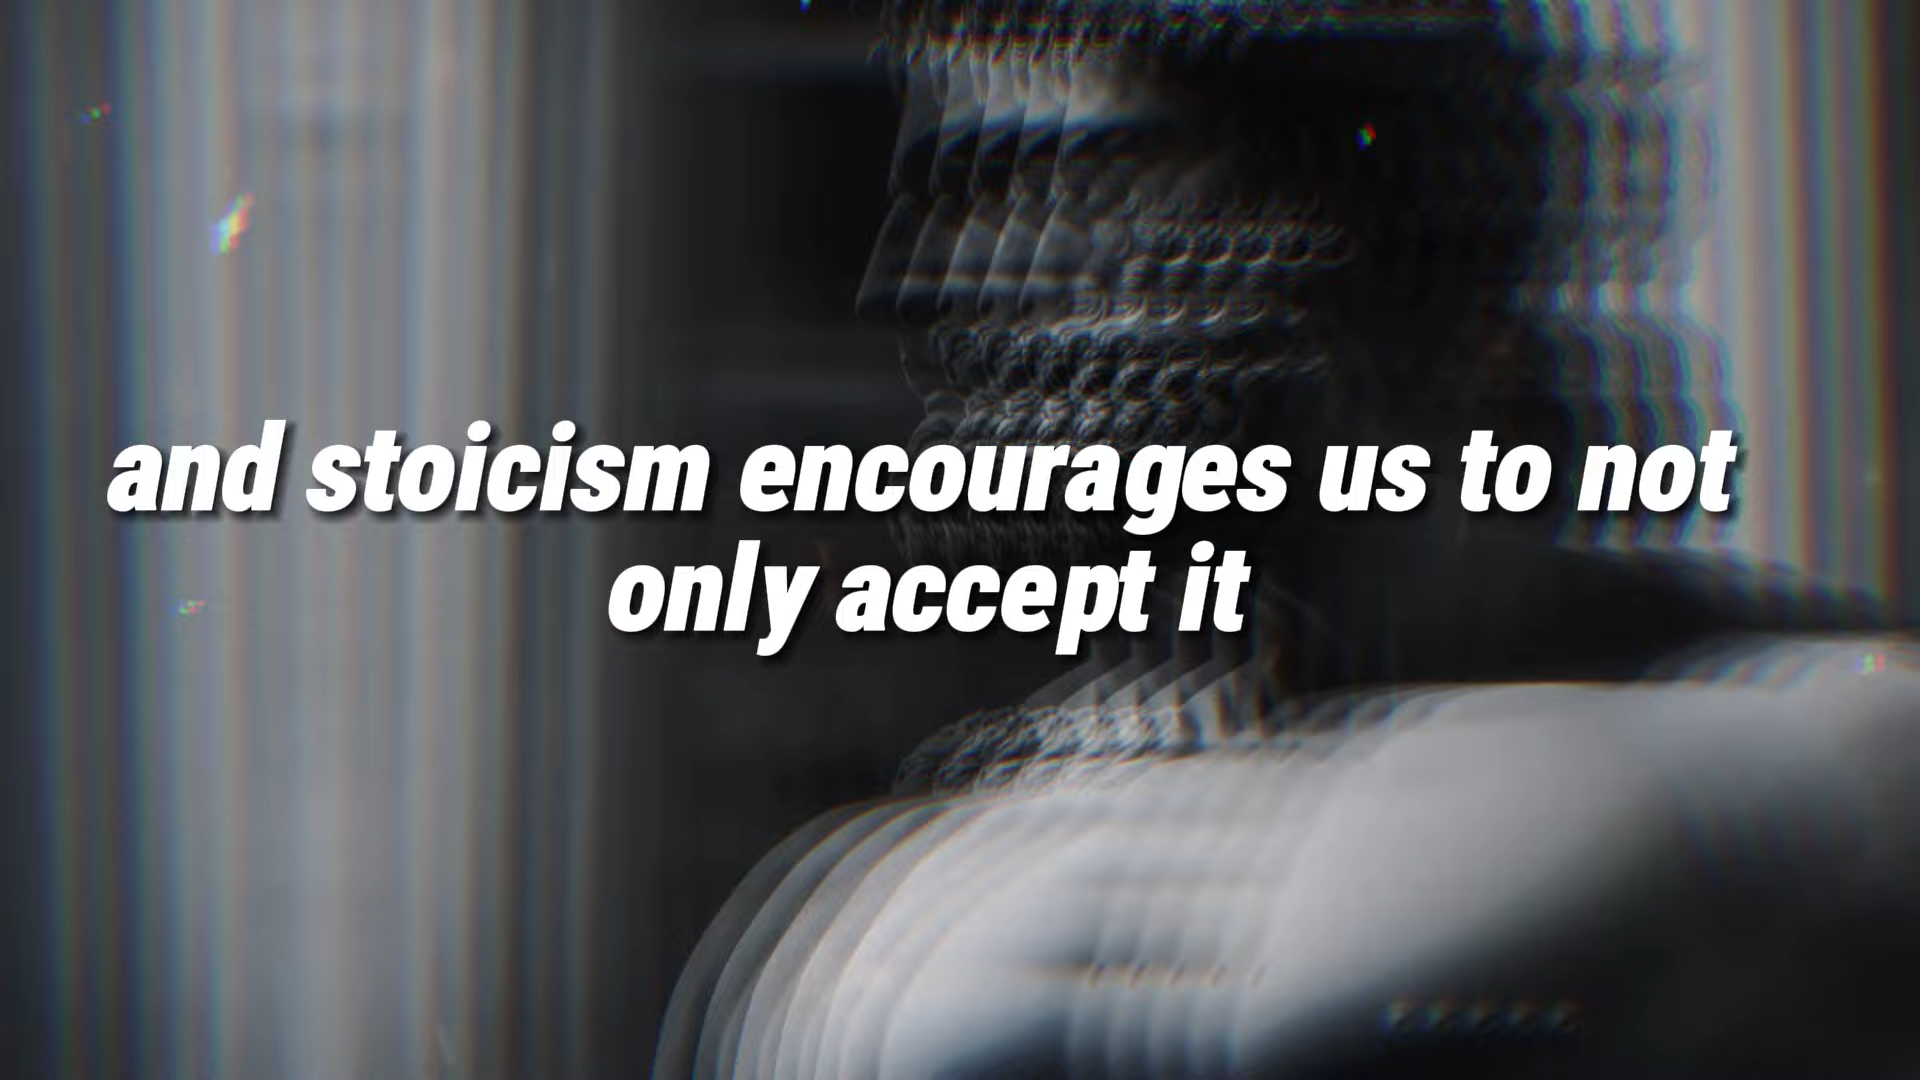 and stoicism encourages us to not
only accept it